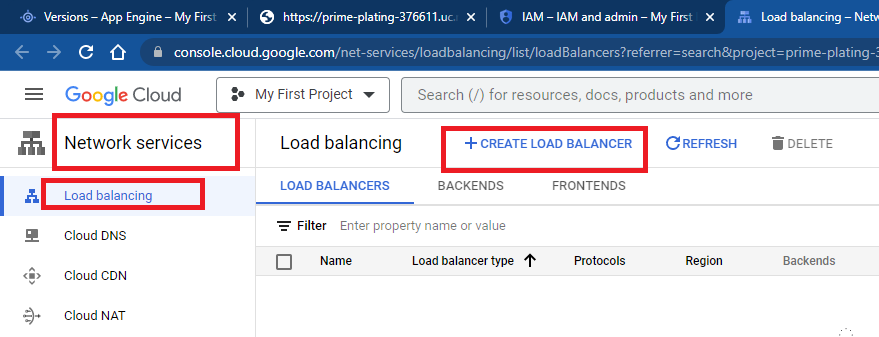 Versions – App Engine – My First
https://prime-plating-376611.uc.r
IAM – IAM and admin – My First
Load balancing – Netw
console.cloud.google.com/net-services/loadbalancing/list/loadBalancers?referrer=search&project=prime-plating-3
Google Cloud
My First Project
Search (/) for resources, docs, products and more
Network services
Load balancing
CREATE LOAD BALANCER
REFRESH
DELETE
Load balancing
LOAD BALANCERS
BACKENDS
FRONTENDS
Filter
Enter property name or value
Cloud DNS
Name
Load balancer type
Protocols
Region
Backends
Cloud CDN
Cloud NAT